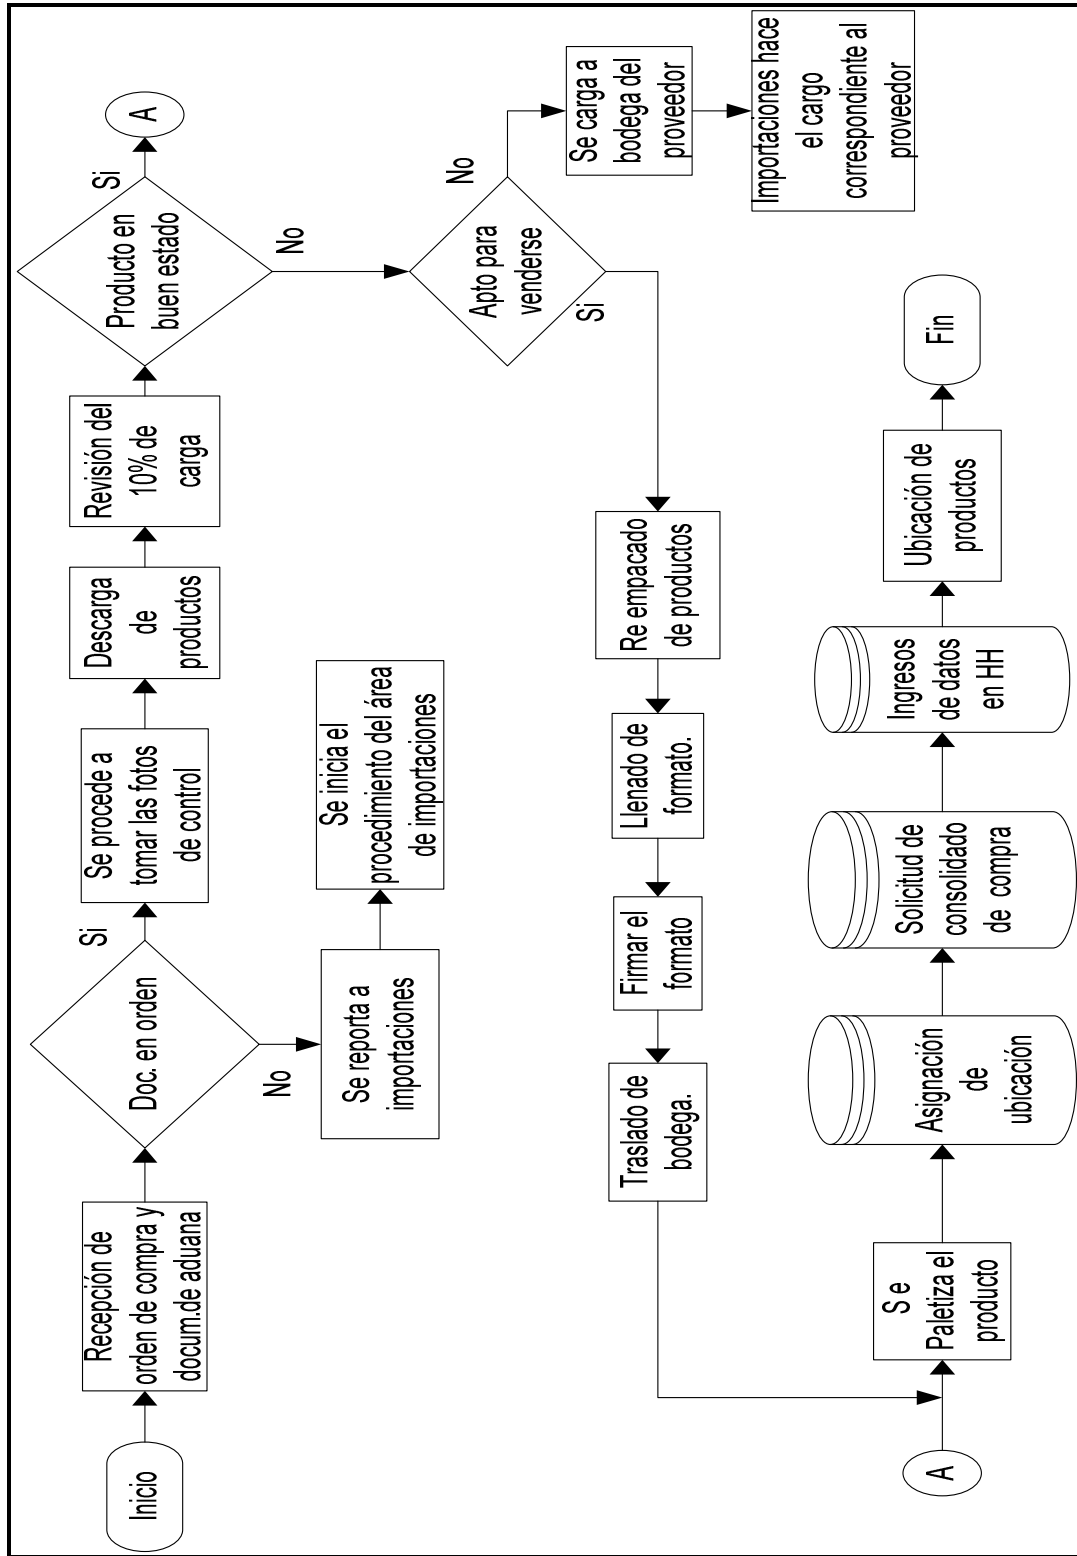 Inicio
Recepción de
orden de compra y
docum.de aduana
Doc. en orden
Si
No
Se procede a
tomar las fotos
de control
Se reporta a
importaciones
Se inicia el
procedimiento del área
de importaciones
Descarga
de
productos
Revisión del
10% de
carga
Producto en
buen estado
Si
A
No
Apto para
venderse
No
Si
Se carga a
bodega del
proveedor
Importaciones hace
el cargo
correspondiente al
proveedor
Re empacado
de productos
Llenado de
formato.
Firmar el
formato
Traslado de
bodega.
A
S e
Paletiza el
producto
Asignación
de
ubicación
Solicitud de
consolidado
de compra
Ingresos
de datos
en HH
Ubicación de
productos
Fin